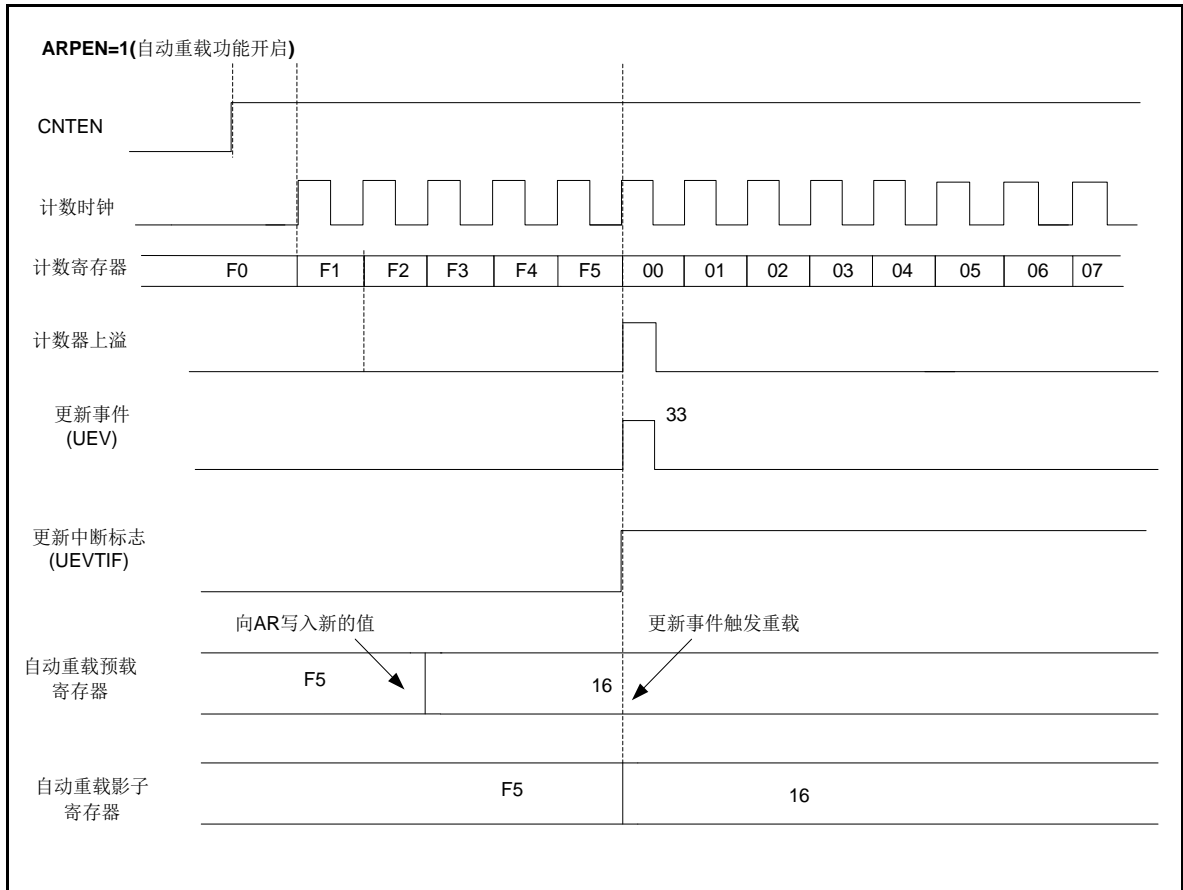 ARPEN=1(自动重载功能开启)
CNTEN
计数时钟
计数寄存器
F0 F1 F2 F3 F4 F5 00 01 02 03 04 05 06 07
计数器上溢
更新事件
(UEV)
33
更新中断标志
(UEVTIF)
向AR写入新的值
更新事件触发重载
自动重载预载
寄存器
F5
16
自动重载影子
寄存器
F5
16